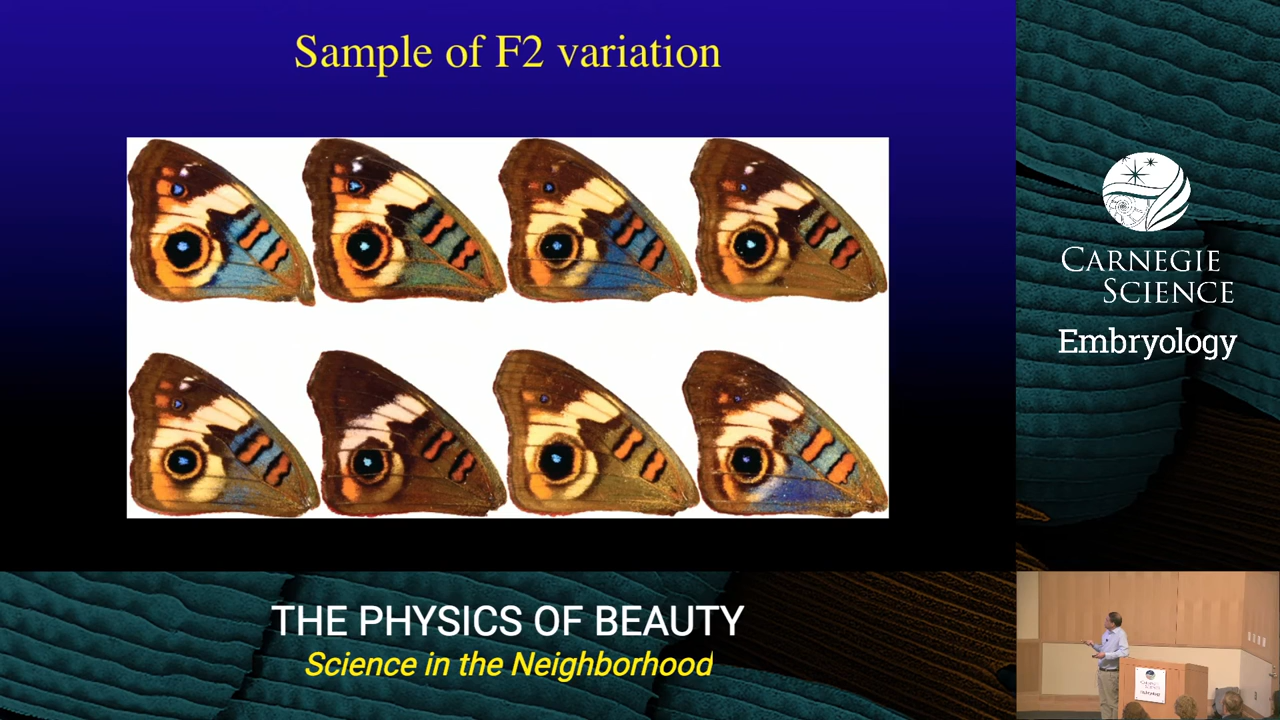 Sample of F2 variation
CARNEGIE
SCIENCE
Embryology
THE PHYSICS OF BEAUTY
Science in the Neighborhood